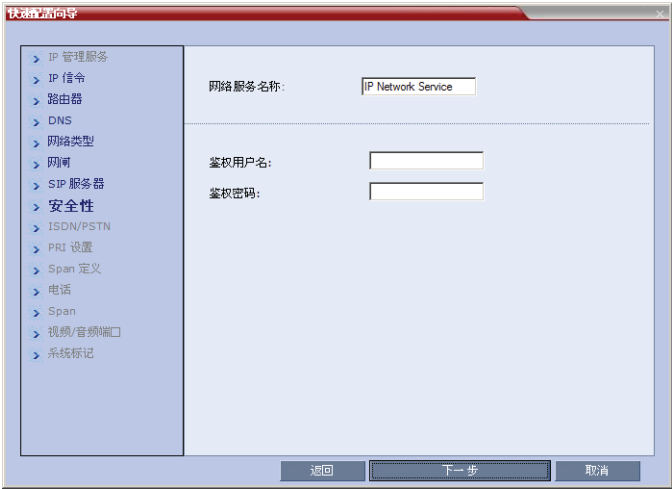 快速配置向导
IP 管理服务
IP 信令
路由器
DNS
网络类型
网闸
SIP 服务器
安全性
ISDN/PSTN
PRI 设置
Span 定义
电话
Span
视频/音频端口
系统标记
网络服务名称:
IP Network Service
鉴权用户名:
鉴权密码:
返回
下一步
取消